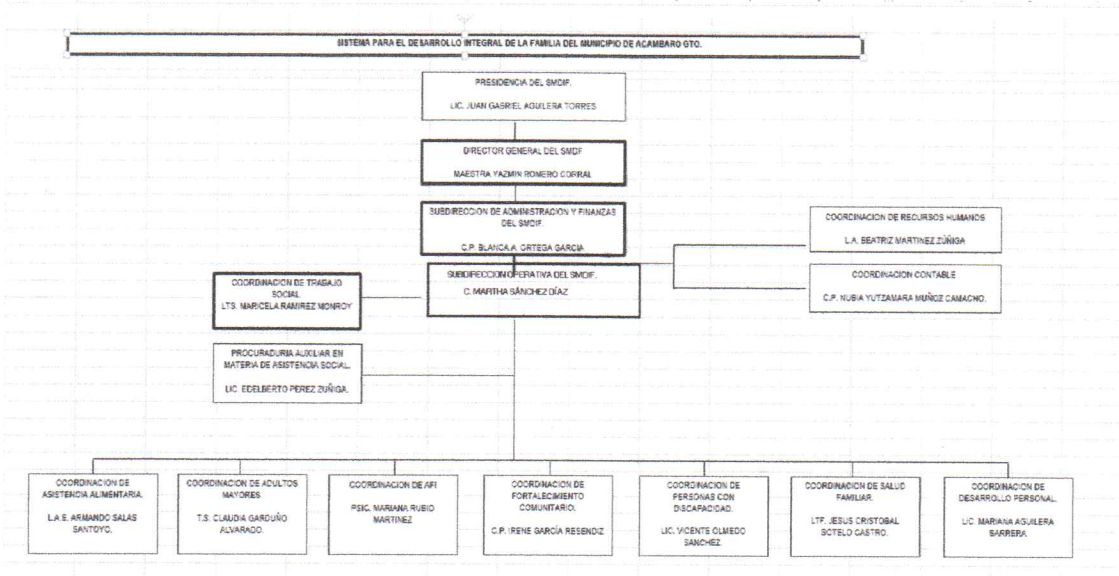 SISTEMA PARA EL DESARROLLO INTEGRAL DE LA FAMILIA DEL MUNICIPIO DE ACAMBARO GTO.
PRESIDENCIA DEL SMDIF.
LIC. JUAN GABRIEL AGUILERA TORRES
DIRECTOR GENERAL DEL SMDIF
MAESTRA YAZMIN ROMERO CORRAL
SUBDIRECCION DE ADMINISTRACION Y FINANZAS
DEL SMDIF.
C.P. BLANCA A. ORTEGA GARCIA
COORDINACION DE RECURSOS HUMANOS
L.A. BEATRIZ MARTINEZ ZÚÑIGA
SUBDIRECCION OPERATIVA DEL SMDIF.
C. MARTHA SÁNCHEZ DÍAZ
COORDINACION CONTABLE
C.P. NUBIA YUTZAMARA MUÑOZ CAMACHO.
COORDINACION DE TRABAJO
SOCIAL
LTS. MARICELA RAMIREZ MONROY
PROCURADURIA AUXILIAR EN
MATERIA DE ASISTENCIA SOCIAL.
LIC. EDELBERTO PEREZ ZUÑIGA.
COORDINACION DE
ASISTENCIA ALIMENTARIA.
L.A.E. ARMANDO SALAS
SANTOYO.
COORDINACION DE ADULTOS
MAYORES.
T.S. CLAUDIA GARDUÑO
ALVARADO.
COORDINACION DE AFI
PSIC. MARIANA RUBIO
MARTINEZ
COORDINACION DE
FORTALECIMIENTO
COMUNITARIO.
C.P. IRENE GARCÍA RESENDIZ
COORDINACION DE
PERSONAS CON
DISCAPACIDAD.
LIC. VICENTE OLMEDO
SANCHEZ.
COORDINACION DE SALUD
FAMILIAR.
LTF. JESUS CRISTOBAL
SOTELO CASTRO.
COORDINACION DE
DESARROLLO PERSONAL.
LIC. MARIANA AGUILERA
BARRERA.